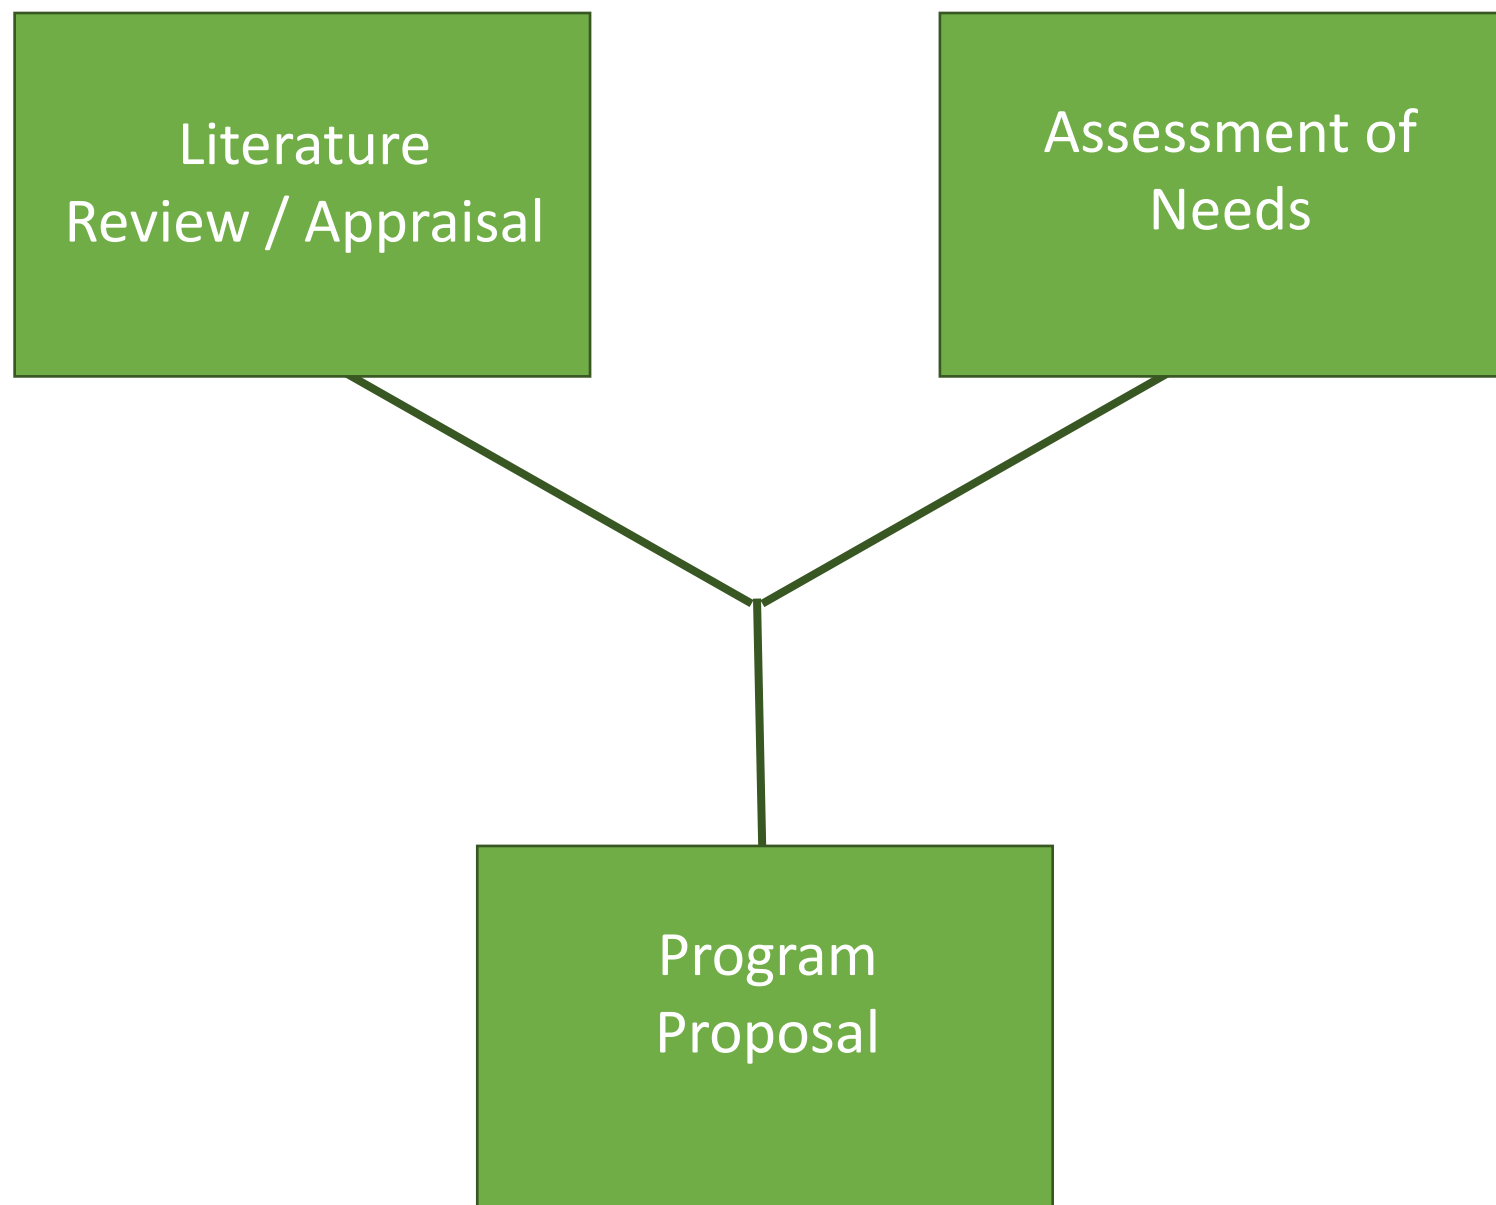 Literature
Review / Appraisal
Assessment of
Needs
Program
Proposal